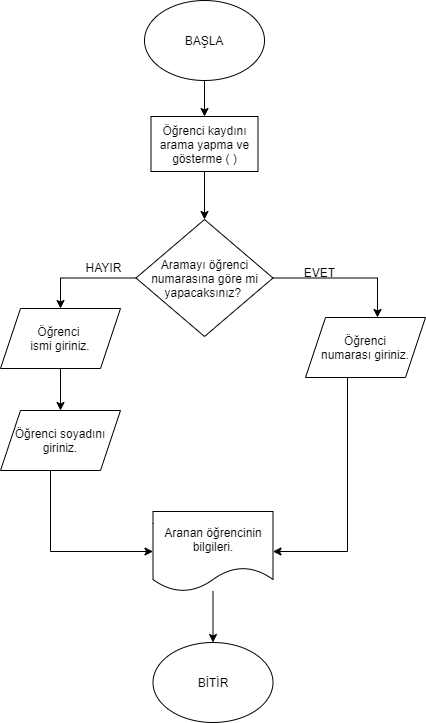 BAŞLA
Öğrenci kaydını
arama yapma ve
gösterme ( )
Aramayı öğrenci
numarasına göre mi
yapacaksınız?
HAYIR
EVET
Öğrenci
ismi giriniz.
Öğrenci
numarası giriniz.
Öğrenci soyadını
giriniz.
Aranan öğrencinin
bilgileri.
BİTİR